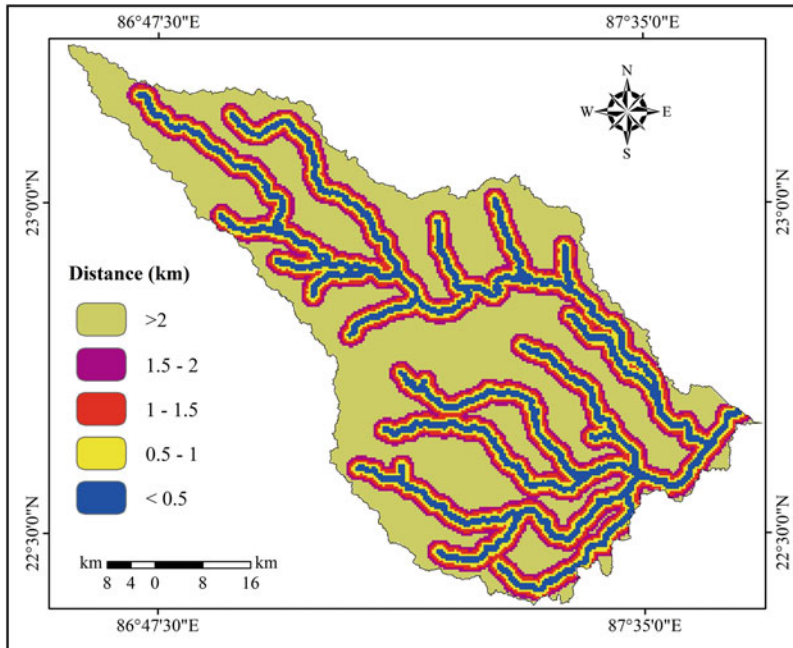 86°47'30"E
87°35'0"E
N
W
E
S
23°0'0"N
23°0'0"N
Distance (km)
>2
1.5 - 2
1 - 1.5
0.5 - 1
< 0.5
22°30'0"N
22°30'0"N
km
km
8 4 0 8 16
86°47'30"E
87°35'0"E